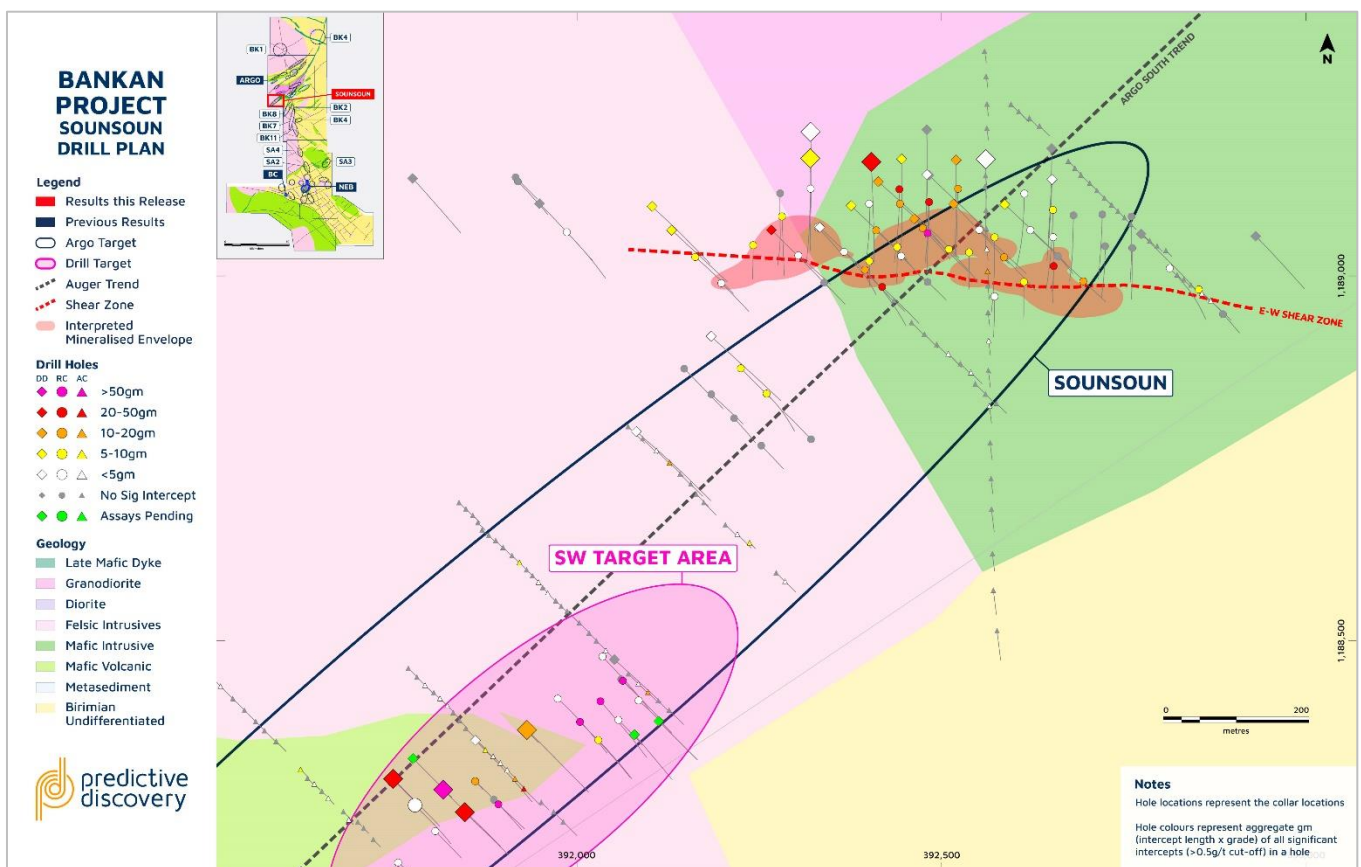 BANKAN
PROJECT
SOUNSOUN
DRILL PLAN
Legend
Results this Release
Previous Results
Argo Target
Drill Target
Auger Trend
Shear Zone
Interpreted
Mineralised Envelope
Drill Holes
DD RC AC
>50gm
20-50gm
10-20gm
5-10gm
<5gm
No Sig Intercept
Assays Pending
Geology
Late Mafic Dyke
Granodiorite
Diorite
Felsic Intrusives
Mafic Intrusive
Mafic Volcanic
Metasediment
Birimian
Undifferentiated
predictive
discovery
BK1
BK4
ARGO
SOUNSOUN
BK8
BK2
BK7
BK4
BK11
SA4
SA2
SA3
BC
NEB
ARGO SOUTH TREND
N
1,189,000
E-W SHEAR ZONE
SOUNSOUN
SW TARGET AREA
1,188,500
0 200
metres
Notes
Hole locations represent the collar locations
Hole colours represent aggregate gm
(intercept length x grade) of all significant
intercepts (>0.5g/t cut-off) in a hole
392,000
392,500